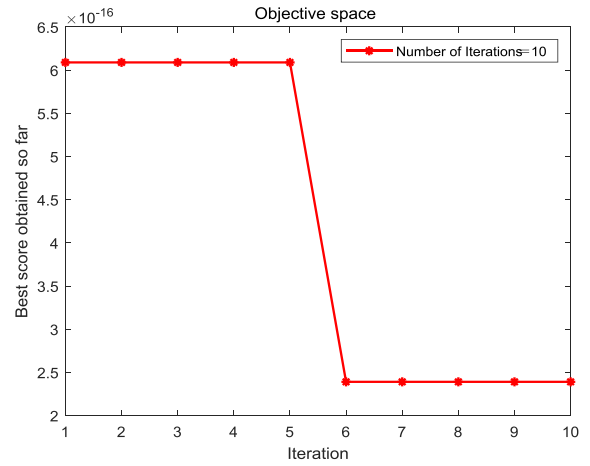 Objective space
×10-16
6.5
6
5.5
5
4.5
4
3.5
3
2.5
2
Best score obtained so far
Number of Iterations=10
1 2 3 4 5 6 7 8 9 10
Iteration